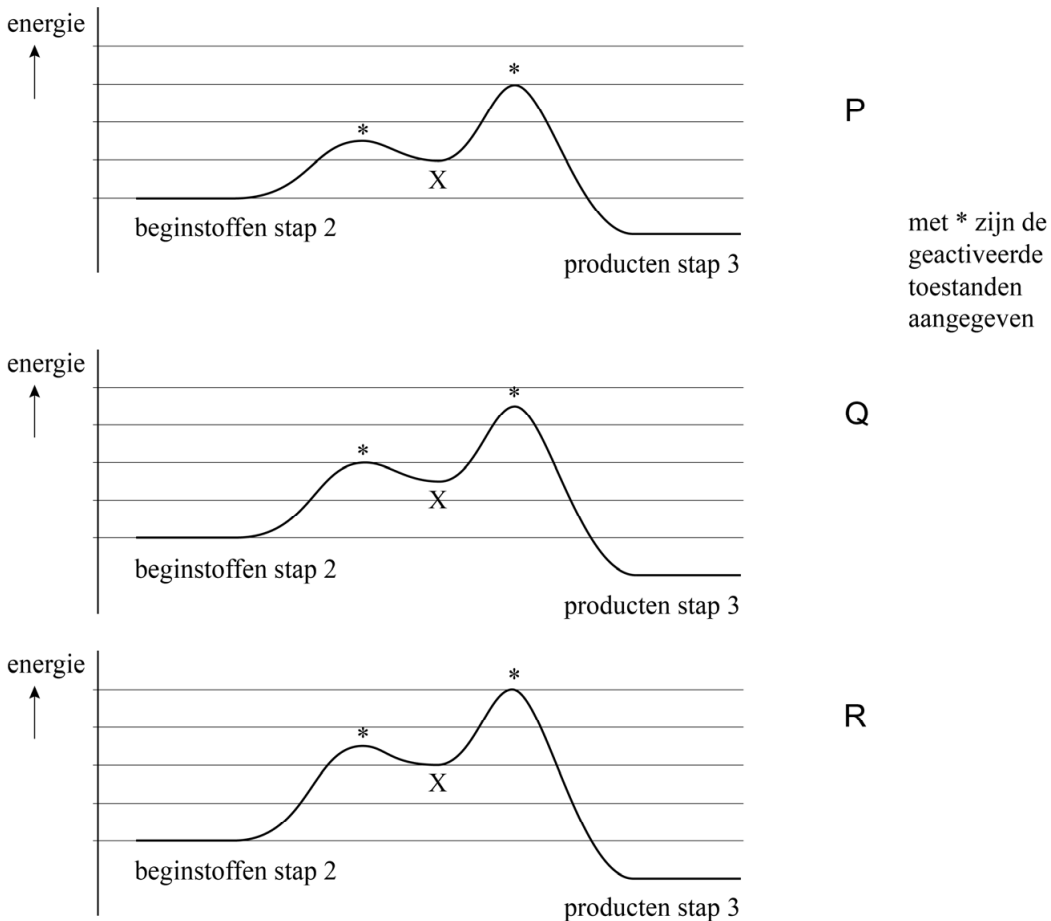 energie
*
*
P
X
beginstoffen stap 2
producten stap 3
met * zijn de
geactiveerde
toestanden
aangegeven
energie
*
*
Q
X
beginstoffen stap 2
producten stap 3
energie
*
*
R
X
beginstoffen stap 2
producten stap 3